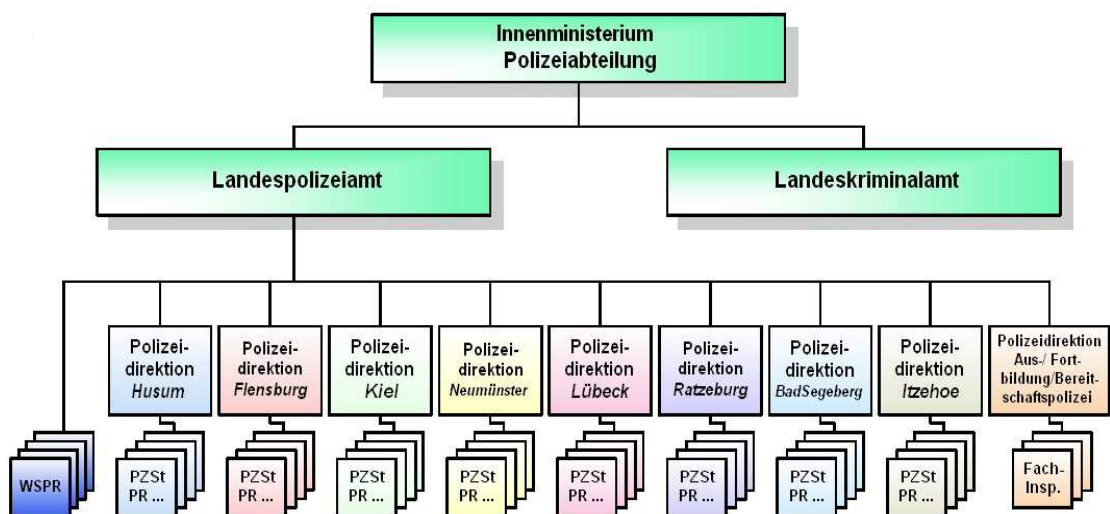 Innenministerium
Polizeiabteilung
Landespolizeiamt
Landeskriminalamt
Polizei-
direktion
Husum
Polizei-
direktion
Flensburg
Polizei-
direktion
Kiel
Polizei-
direktion
Neumünster
Polizei-
direktion
Lübeck
Polizei-
direktion
Ratzeburg
Polizei-
direktion
BadSegeberg
Polizei-
direktion
Itzehoe
Polizeidirektion
Aus-/ Fort-
bildung/Bereit-
schaftspolizei
WSPR
PZSt
PR ...
PZSt
PR ...
PZSt
PR ...
PZSt
PR ...
PZSt
PR ...
PZSt
PR ...
PZSt
PR ...
PZSt
PR ...
Fach-
Insp.